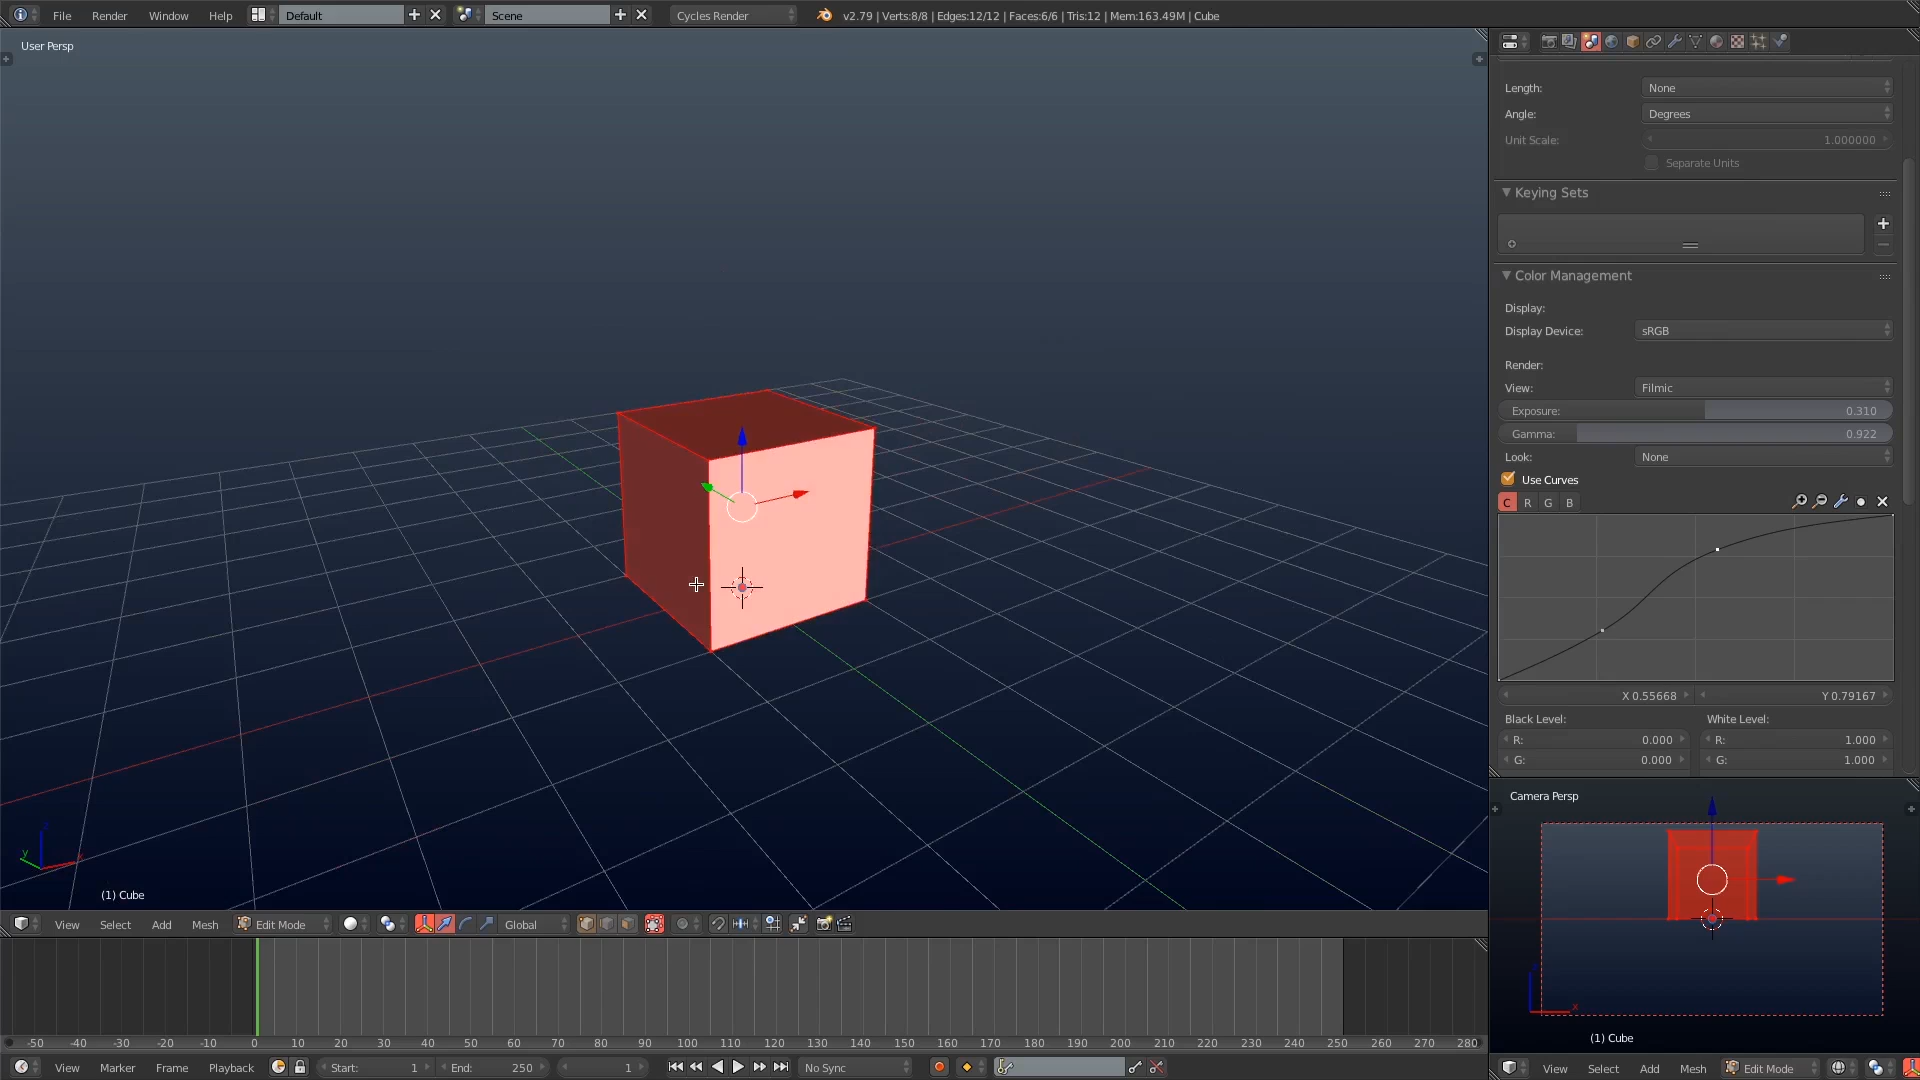 File Render Window Help Default Scene Cycles Render v2.79 | Verts:8/8 | Edges:12/12 | Faces:6/6 | Tris:12 | Mem:163.49M | Cube
User Persp
(1) Cube
z
y
x
View Select Add Mesh Edit Mode Global
-50 -40 -30 -20 -10 0 10 20 30 40 50 60 70 80 90 100 110 120 130 140 150 160 170 180 190 200 210 220 230 240 250 260 270 280
View Marker Frame Playback Start: 1 End: 250 1 No Sync
Length: None
Angle: Degrees
Unit Scale: 1.000000
Separate Units
Keying Sets
Color Management
Display:
Display Device: sRGB
Render:
View: Filmic
Exposure: 0.310
Gamma: 0.922
Look: None
Use Curves
C R G B
X 0.55668 Y 0.79167
Black Level: White Level:
R: 0.000 R: 1.000
G: 0.000 G: 1.000
Camera Persp
x
(1) Cube
View Select Add Mesh Edit Mode